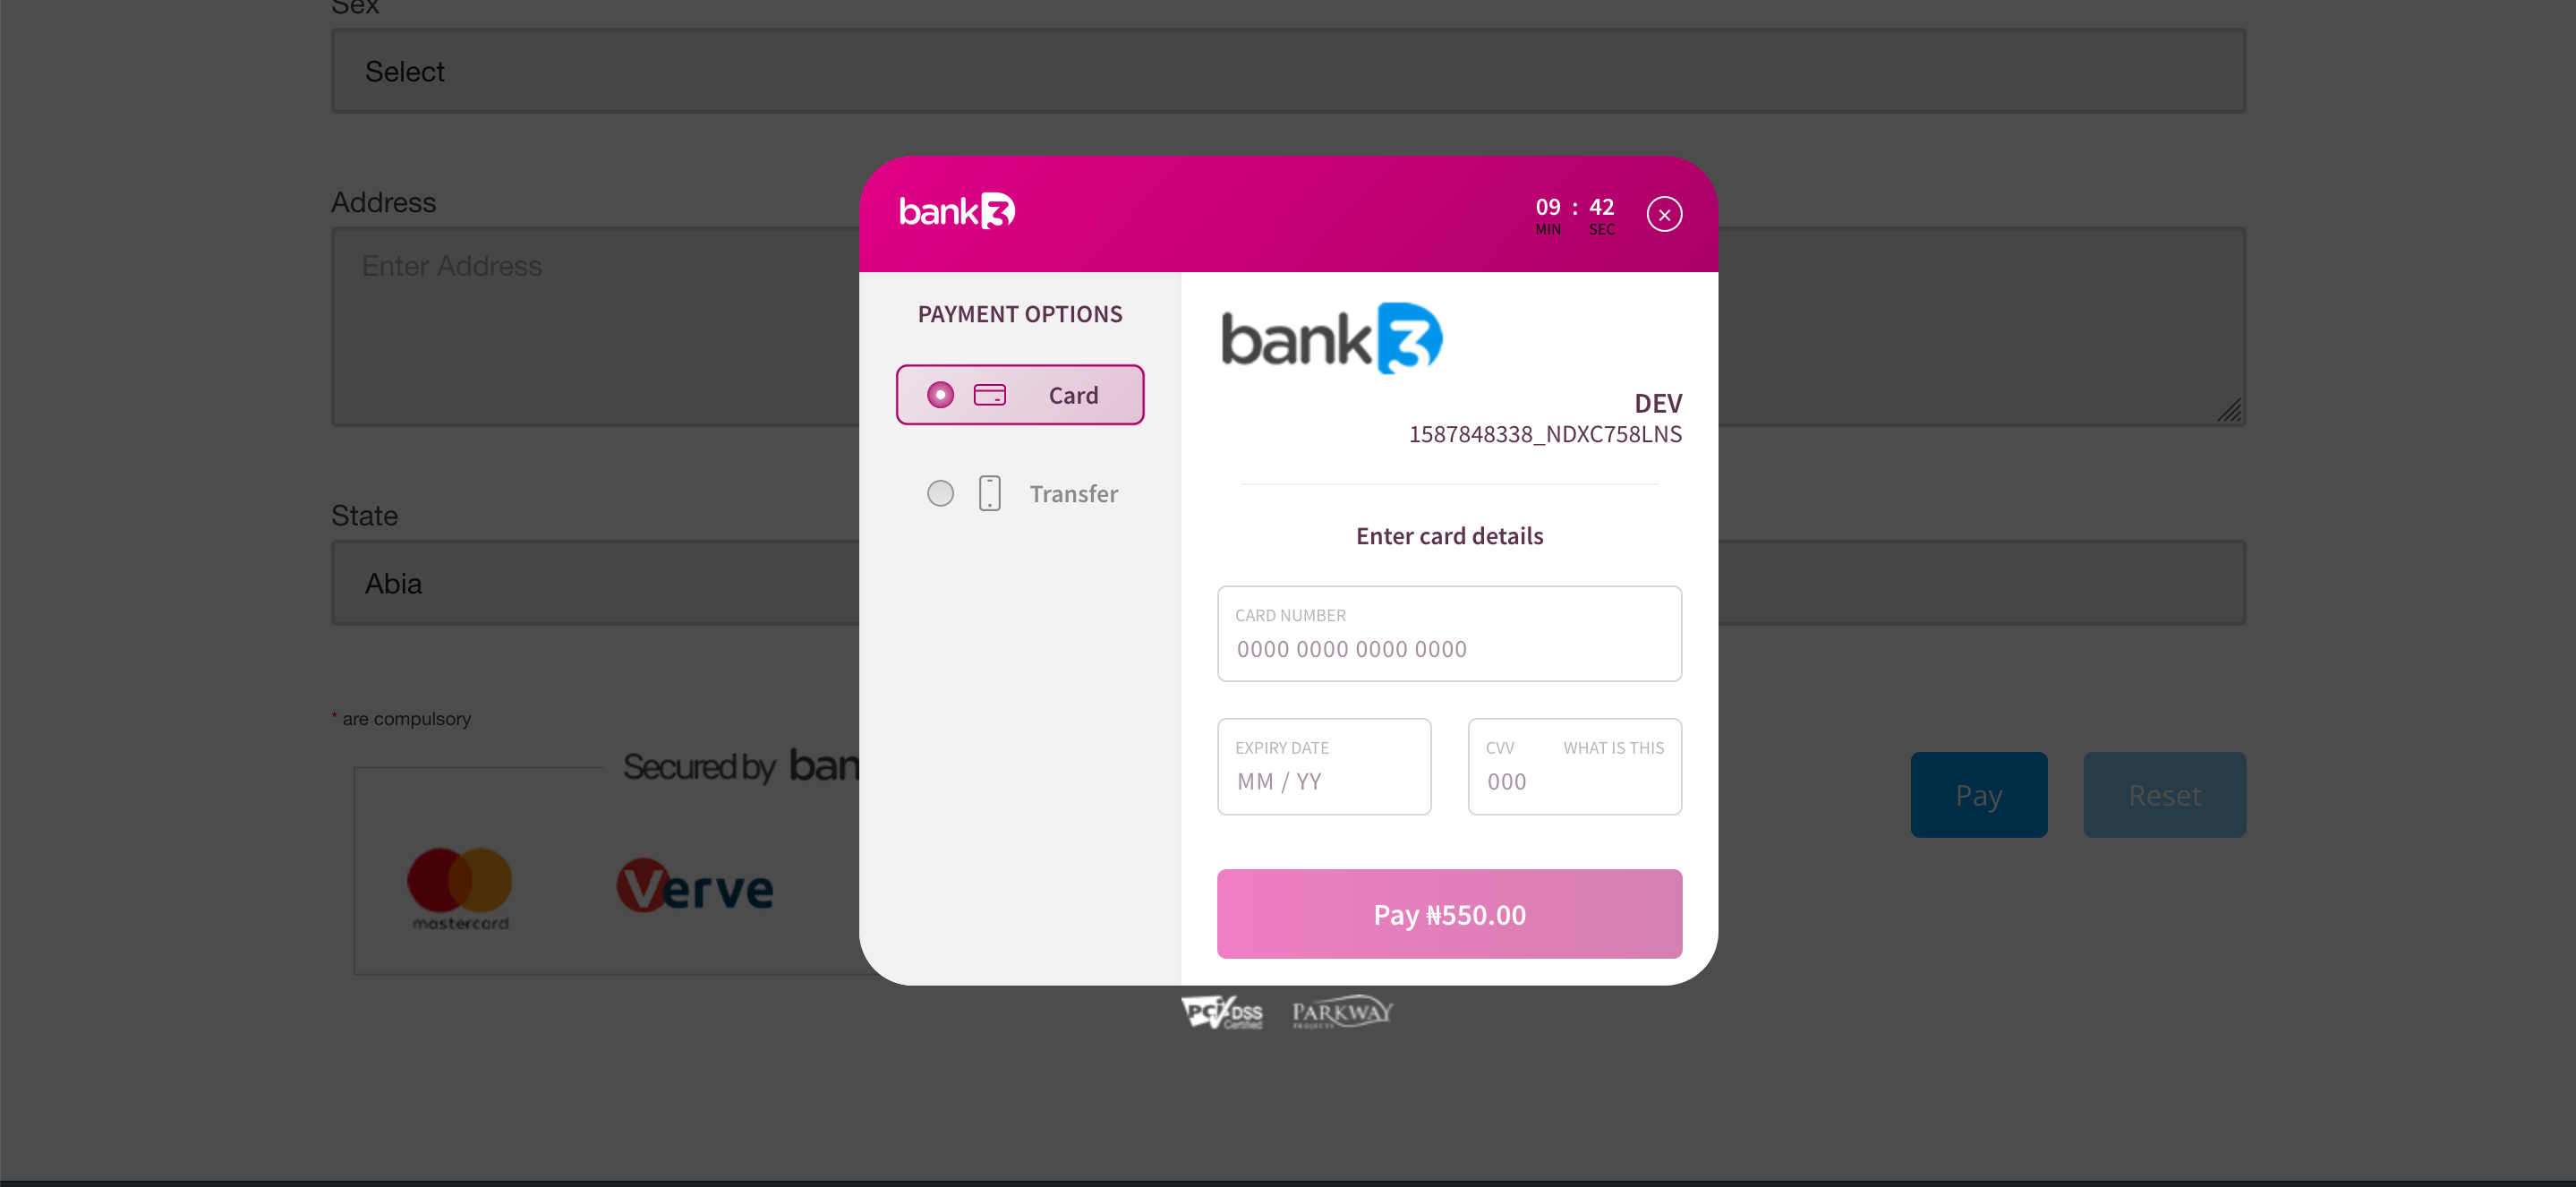 Sex
Select
Address
Enter Address
State
Abia
* are compulsory
Secured by ban
mastercard
Verve
Pay
Reset
bank3
09 : 42
MIN SEC
PAYMENT OPTIONS
Card
Transfer
bank3
DEV
1587848338_NDXC758LNS
Enter card details
CARD NUMBER
0000 0000 0000 0000
EXPIRY DATE
MM / YY
CVV WHAT IS THIS
000
Pay ₦550.00
PCI DSS
Certified
PARKWAY
PROJECTS